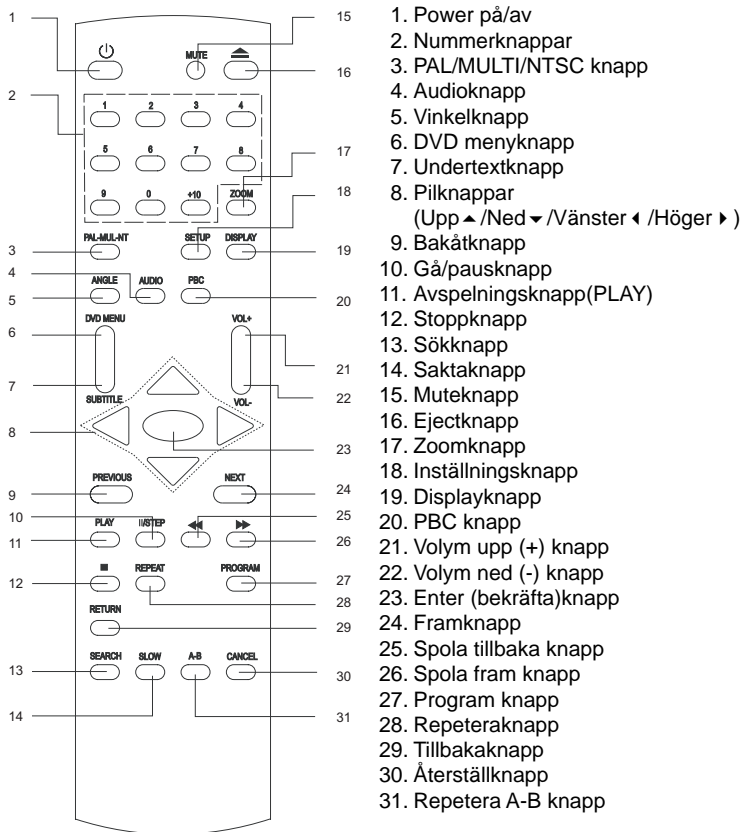 1
15
MUTE
16
2
1 2 3 4
5 6 7 8
17
9 0 +10 ZOOM
18
PAL-MUL-NT SETUP DISPLAY
3
19
4
ANGLE AUDIO PBC
5
20
DVD MENU VOL+
6
21
7
22
SUBTITLE VOL-
8
23
PREVIOUS NEXT
9
24
10
25
PLAY II/STEP ◀◀ ▶▶
11
26
■ REPEAT PROGRAM
12
27
28
RETURN
29
SEARCH SLOW A-B CANCEL
13
30
14
31
1. Power på/av
2. Nummerknappar
3. PAL/MULTI/NTSC knapp
4. Audioknapp
5. Vinkelknapp
6. DVD menyknapp
7. Undertextknapp
8. Pilknappar
(Upp▲/Ned▼/Vänster◀/Höger▶)
9. Bakåtknapp
10. Gå/pausknapp
11. Avspelningsknapp(PLAY)
12. Stoppknapp
13. Sökknapp
14. Saktaknapp
15. Muteknapp
16. Ejectknapp
17. Zoomknapp
18. Inställningsknapp
19. Displayknapp
20. PBC knapp
21. Volym upp (+) knapp
22. Volym ned (-) knapp
23. Enter (bekräfta)knapp
24. Framknapp
25. Spola tillbaka knapp
26. Spola fram knapp
27. Program knapp
28. Repeteraknapp
29. Tillbakaknapp
30. Återställknapp
31. Repetera A-B knapp